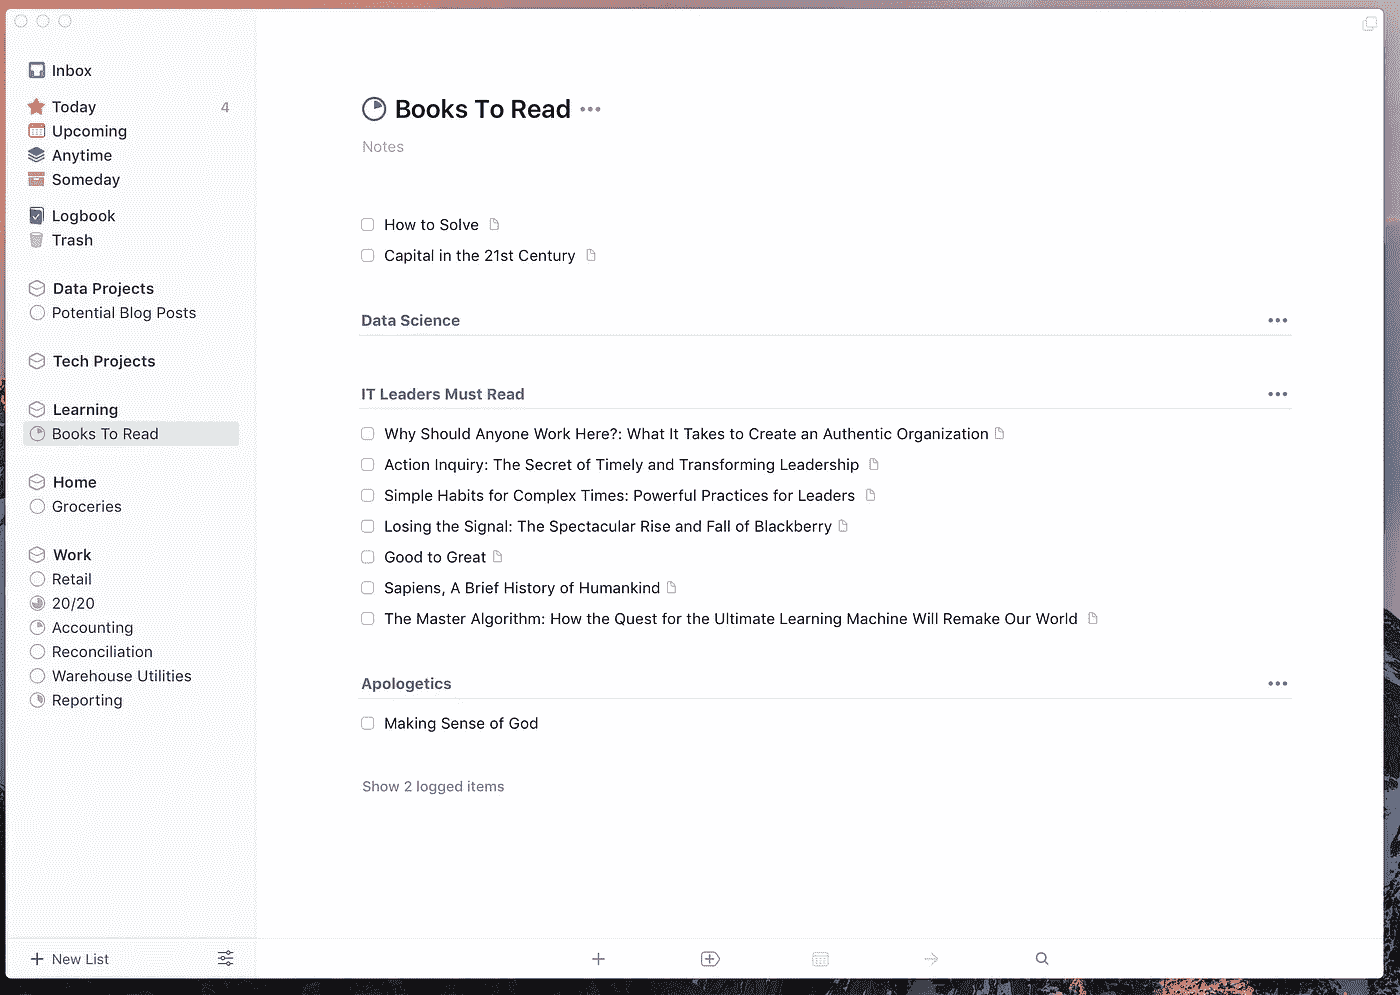 Inbox
Today 4
Upcoming
Anytime
Someday
Logbook
Trash
Data Projects
Potential Blog Posts
Tech Projects
Learning
Books To Read
Home
Groceries
Work
Retail
20/20
Accounting
Reconciliation
Warehouse Utilities
Reporting
New List
Books To Read
Notes
How to Solve
Capital in the 21st Century
Data Science
IT Leaders Must Read
Why Should Anyone Work Here?: What It Takes to Create an Authentic Organization
Action Inquiry: The Secret of Timely and Transforming Leadership
Simple Habits for Complex Times: Powerful Practices for Leaders
Losing the Signal: The Spectacular Rise and Fall of Blackberry
Good to Great
Sapiens, A Brief History of Humankind
The Master Algorithm: How the Quest for the Ultimate Learning Machine Will Remake Our World
Apologetics
Making Sense of God
Show 2 logged items